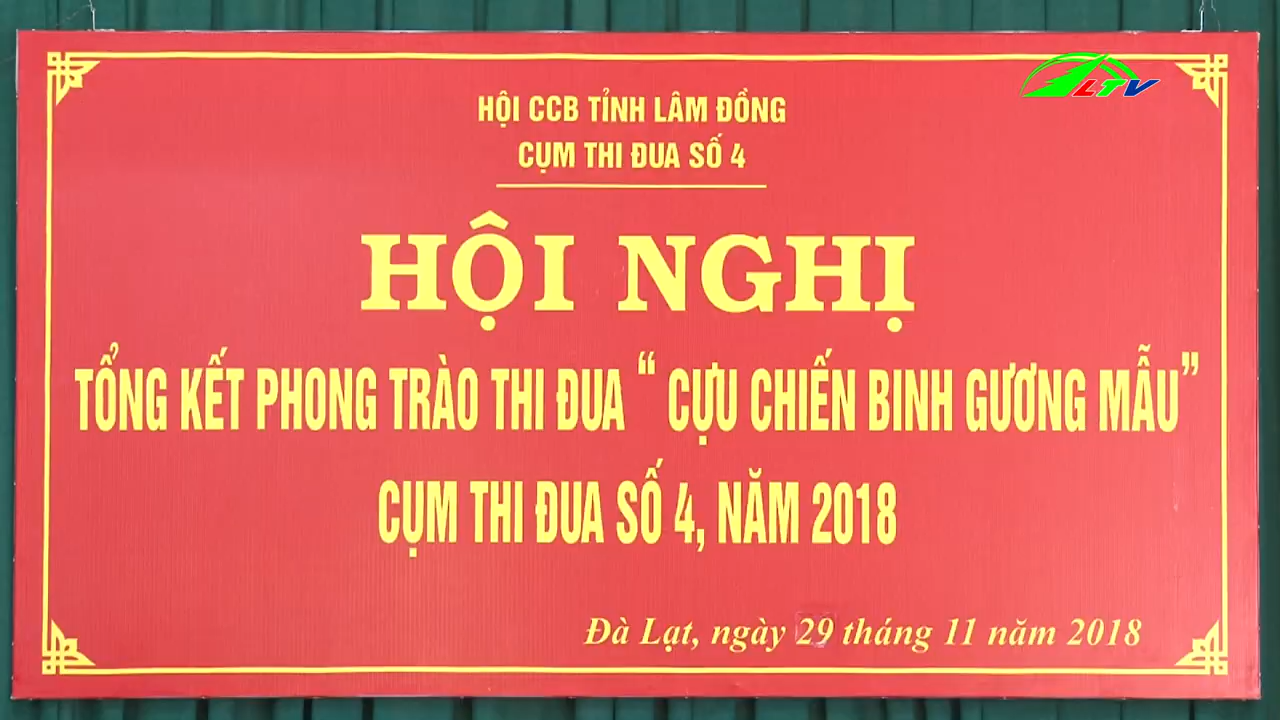 LTV
HỘI CCB TỈNH LÂM ĐỒNG
CỤM THI ĐUA SỐ 4
HỘI NGHỊ
TỔNG KẾT PHONG TRÀO THI ĐUA “ CỰU CHIẾN BINH GƯƠNG MẪU”
CỤM THI ĐUA SỐ 4, NĂM 2018
Đà Lạt, ngày 29 tháng 11 năm 2018